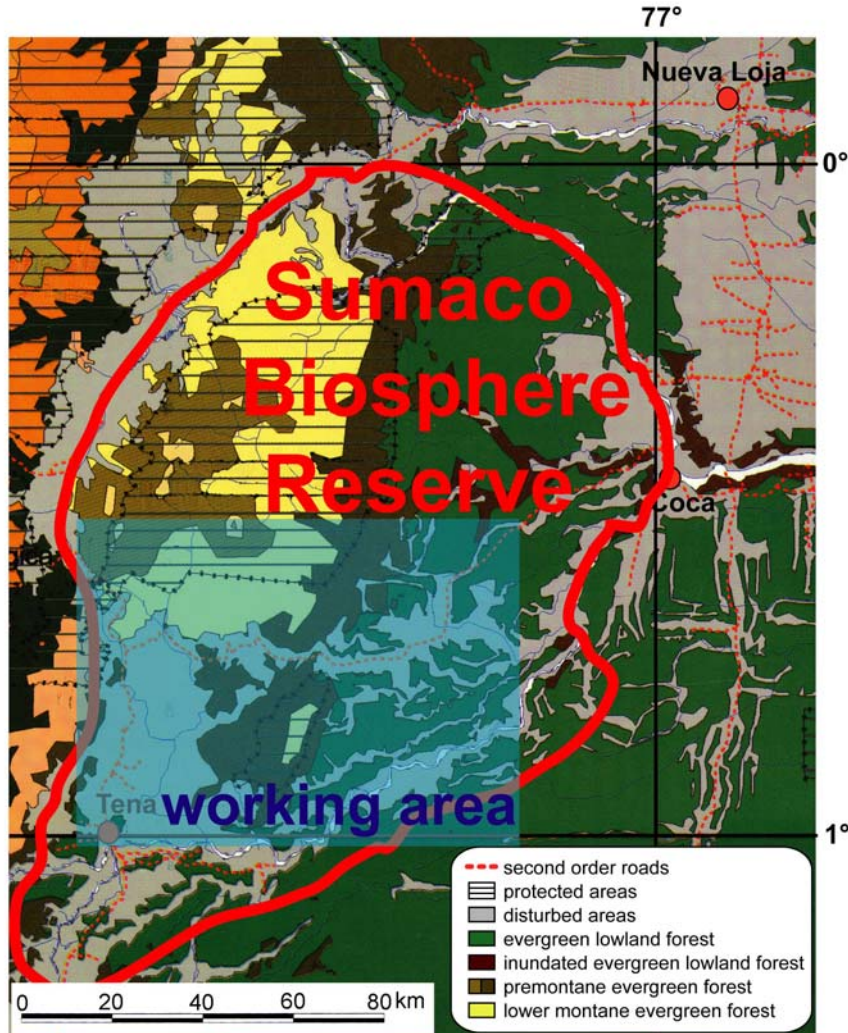 77°
Nueva Loja
0°
Sumaco
Biosphere
Reserve
Coca
4
Tena
working area
1°
second order roads
protected areas
disturbed areas
evergreen lowland forest
inundated evergreen lowland forest
premontane evergreen forest
lower montane evergreen forest
0 20 40 60 80 km